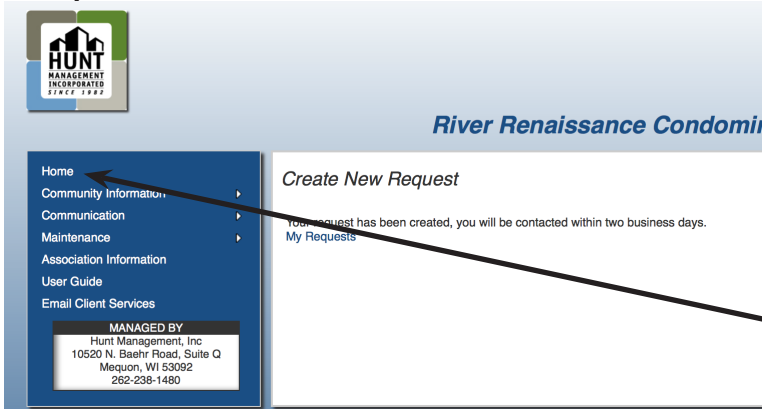 HUNT
MANAGEMENT
INCORPORATED
SINCE 1982
River Renaissance Condomin
Home
Community Information
Communication
Maintenance
Association Information
User Guide
Email Client Services
MANAGED BY
Hunt Management, Inc
10520 N. Baehr Road, Suite Q
Mequon, WI 53092
262-238-1480
Create New Request
Your request has been created, you will be contacted within two business days.
My Requests